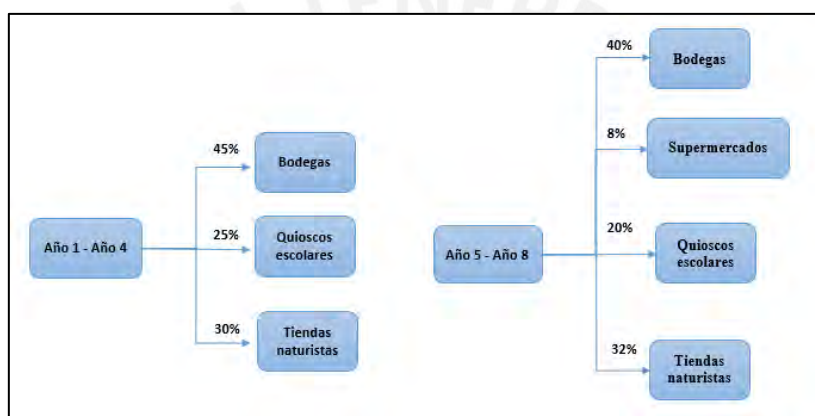 45%
Bodegas
Año 1 - Año 4
25%
Quioscos
escolares
30%
Tiendas
naturistas
40%
Bodegas
8%
Supermercados
Año 5 - Año 8
20%
Quioscos
escolares
32%
Tiendas
naturistas